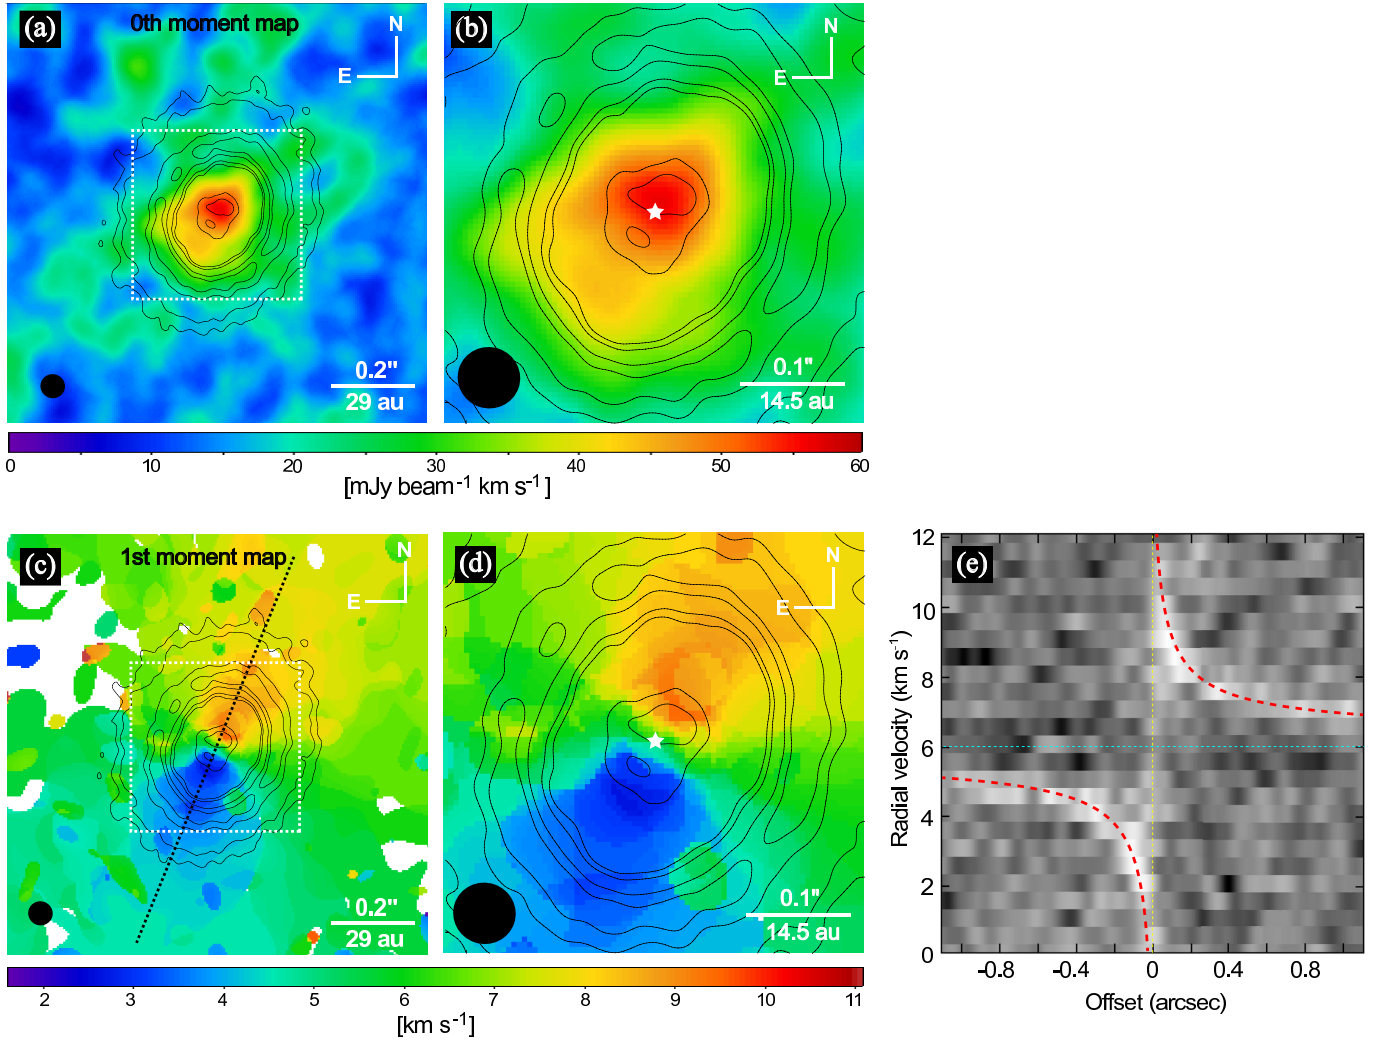 (a)
0th moment map
N
E
0.2"
29 au
(b)
N
E
0.1"
14.5 au
0 10 20 30 40 50 60
[mJy beam-1 km s-1]
(c)
1st moment map
N
E
0.2"
29 au
(d)
N
E
0.1"
14.5 au
2 3 4 5 6 7 8 9 10 11
[km s-1]
(e)
12
10
8
6
4
2
0
Radial velocity (km s-1)
-0.8 -0.4 0 0.4 0.8
Offset (arcsec)